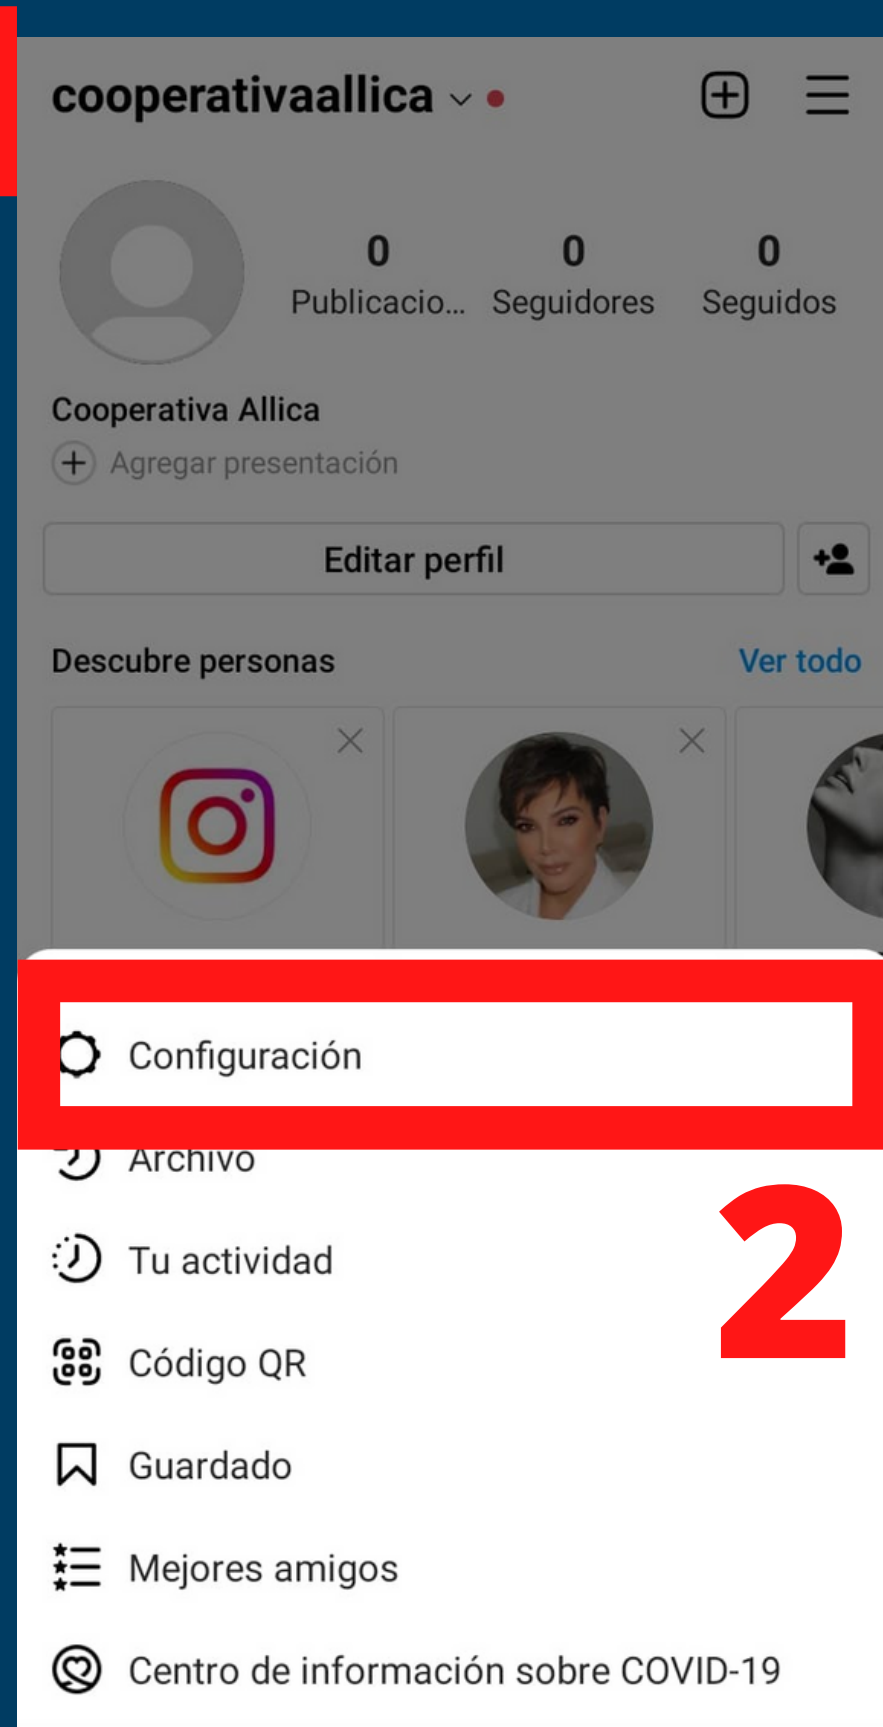 cooperativaallica
0 0 0
Publicacio... Seguidores Seguidos
Cooperativa Allica
Agregar presentación
Editar perfil
Descubre personas Ver todo
Configuración
Archivo
2
Tu actividad
Código QR
Guardado
Mejores amigos
Centro de información sobre COVID-19